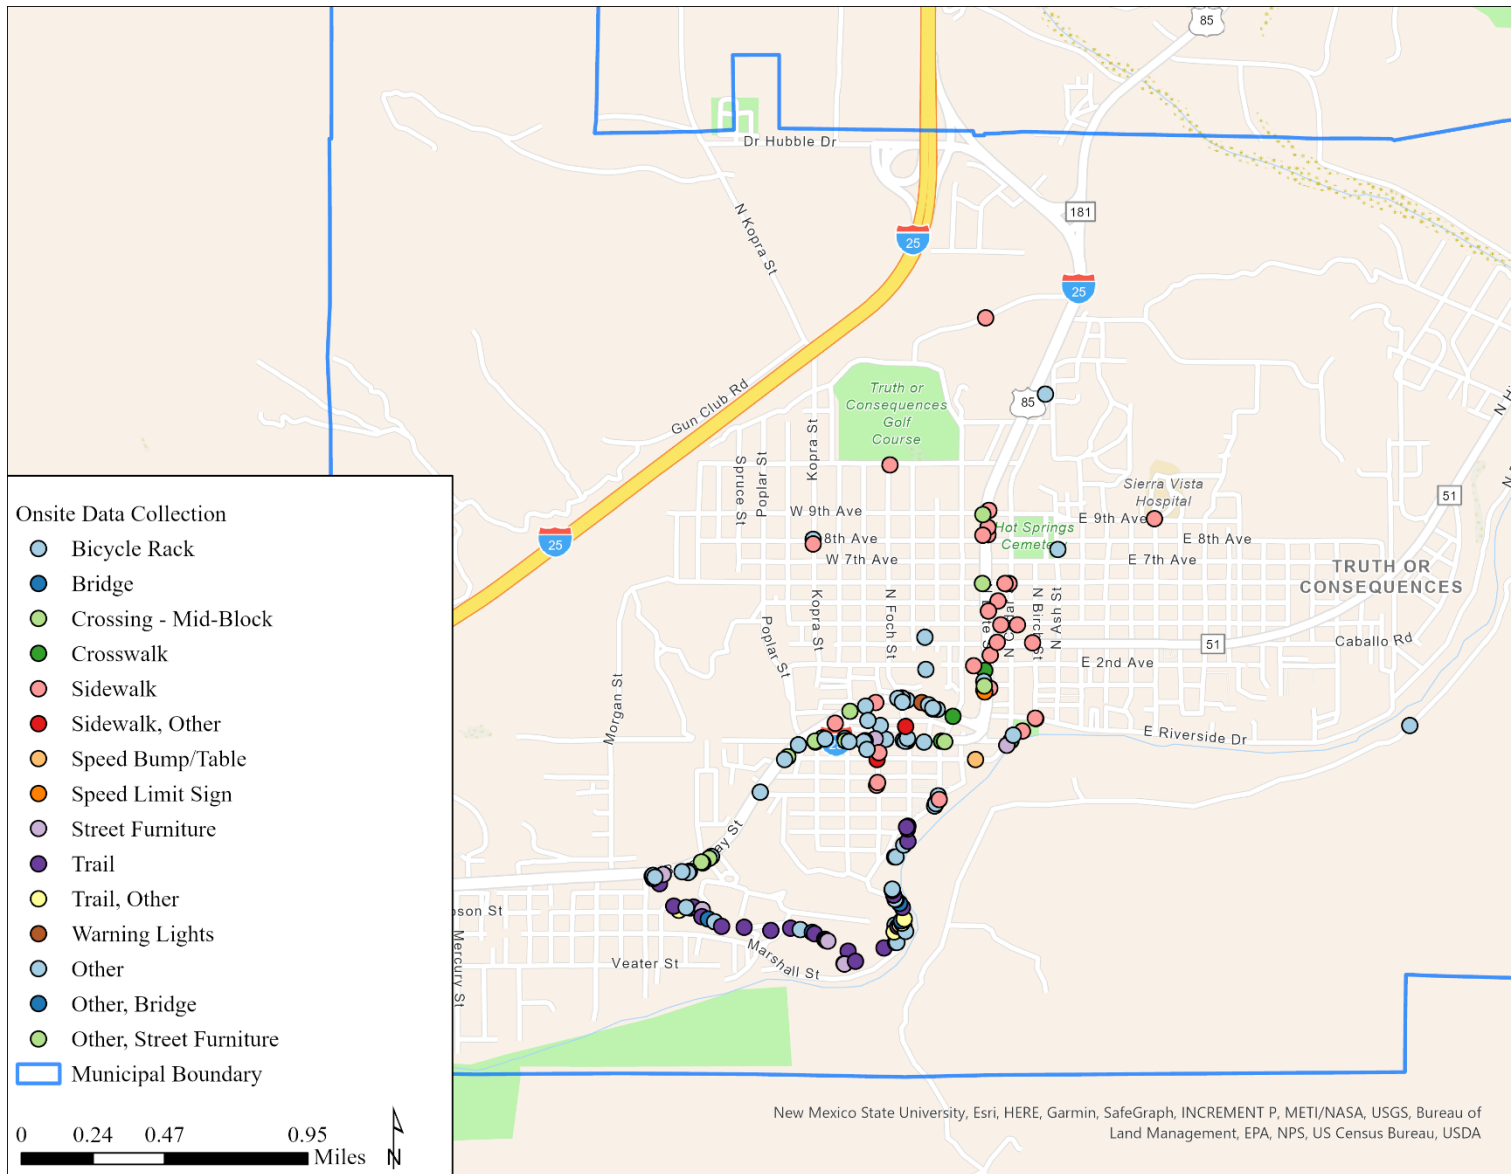 85
Dr Hubble Dr
N Kopra St
181
25
25
Gun Club Rd
Truth or
Consequences
Golf
Course
85
Kopra St
Poplar St
Spruce St
51
Sierra Vista
Hospital
W 9th Ave
E 9th Ave
Hot Springs
8th Ave
E 8th Ave
25
W 7th Ave
E 7th Ave
TRUTH OR
CONSEQUENCES
Kopra St
N Foch St
N Birch St
N Ash St
Poplar St
51
Caballo Rd
E 2nd Ave
Morgan St
E Riverside Dr
Mercury St
Veater St
Marshall St
Onsite Data Collection
Bicycle Rack
Bridge
Crossing - Mid-Block
Crosswalk
Sidewalk
Sidewalk, Other
Speed Bump/Table
Speed Limit Sign
Street Furniture
Trail
Trail, Other
Warning Lights
Other
Other, Bridge
Other, Street Furniture
Municipal Boundary
0 0.24 0.47 0.95
Miles
N
New Mexico State University, Esri, HERE, Garmin, SafeGraph, INCREMENT P, METI/NASA, USGS, Bureau of
Land Management, EPA, NPS, US Census Bureau, USDA